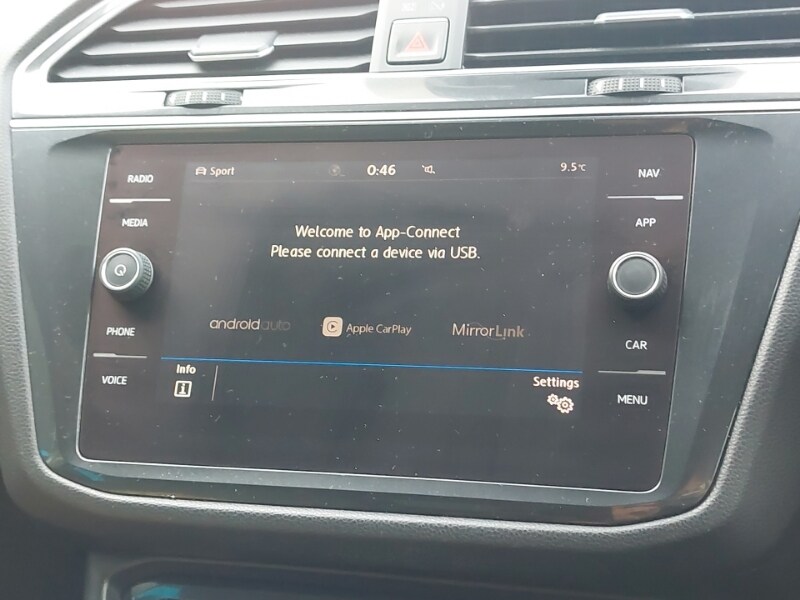 Sport 0:46 9.5°C
RADIO
NAV
MEDIA
APP
Welcome to App-Connect
Please connect a device via USB.
androidauto Apple CarPlay MirrorLink
PHONE
CAR
Info
VOICE
Settings
MENU